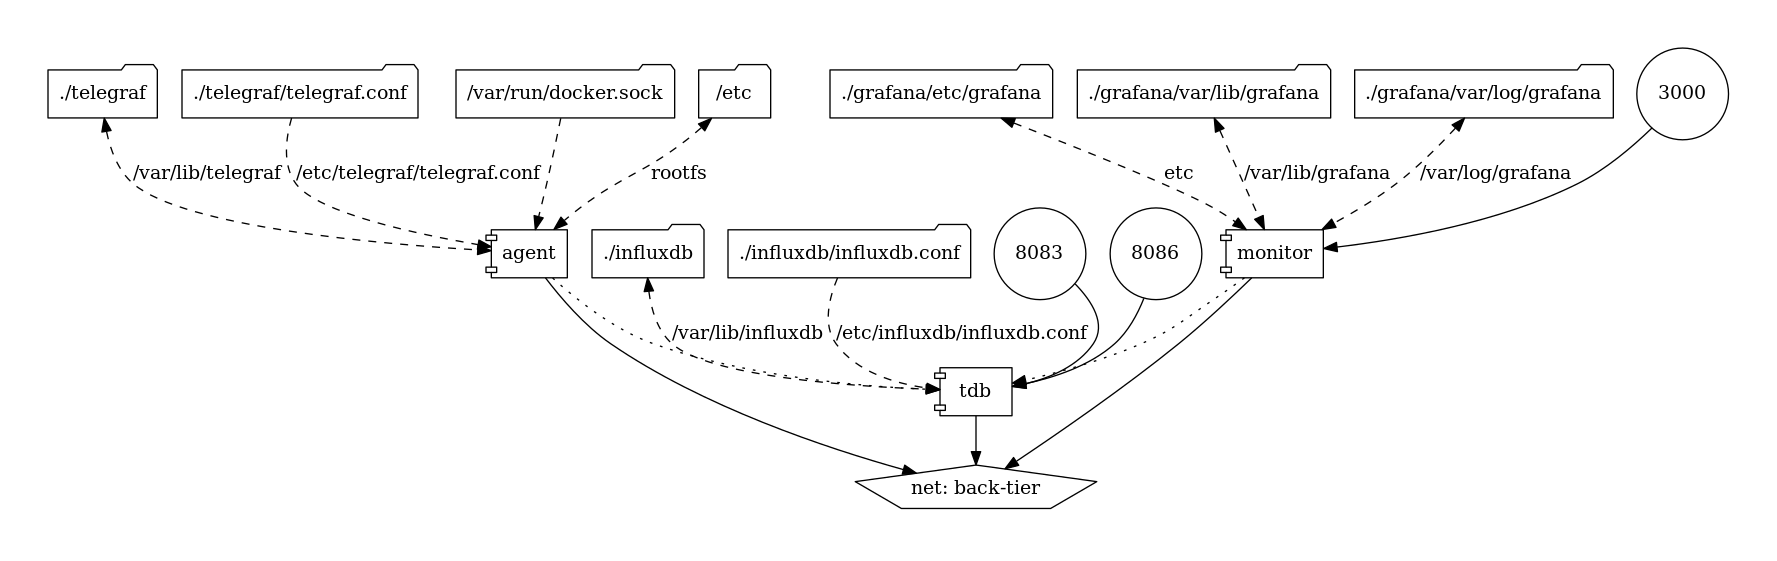 ./telegraf
./telegraf/telegraf.conf
/var/run/docker.sock
/etc
./grafana/etc/grafana
./grafana/var/lib/grafana
./grafana/var/log/grafana
3000
/var/lib/telegraf
/etc/telegraf/telegraf.conf
rootfs
etc
/var/lib/grafana
/var/log/grafana
agent
./influxdb
./influxdb/influxdb.conf
8083
8086
monitor
/var/lib/influxdb
/etc/influxdb/influxdb.conf
tdb
net: back-tier